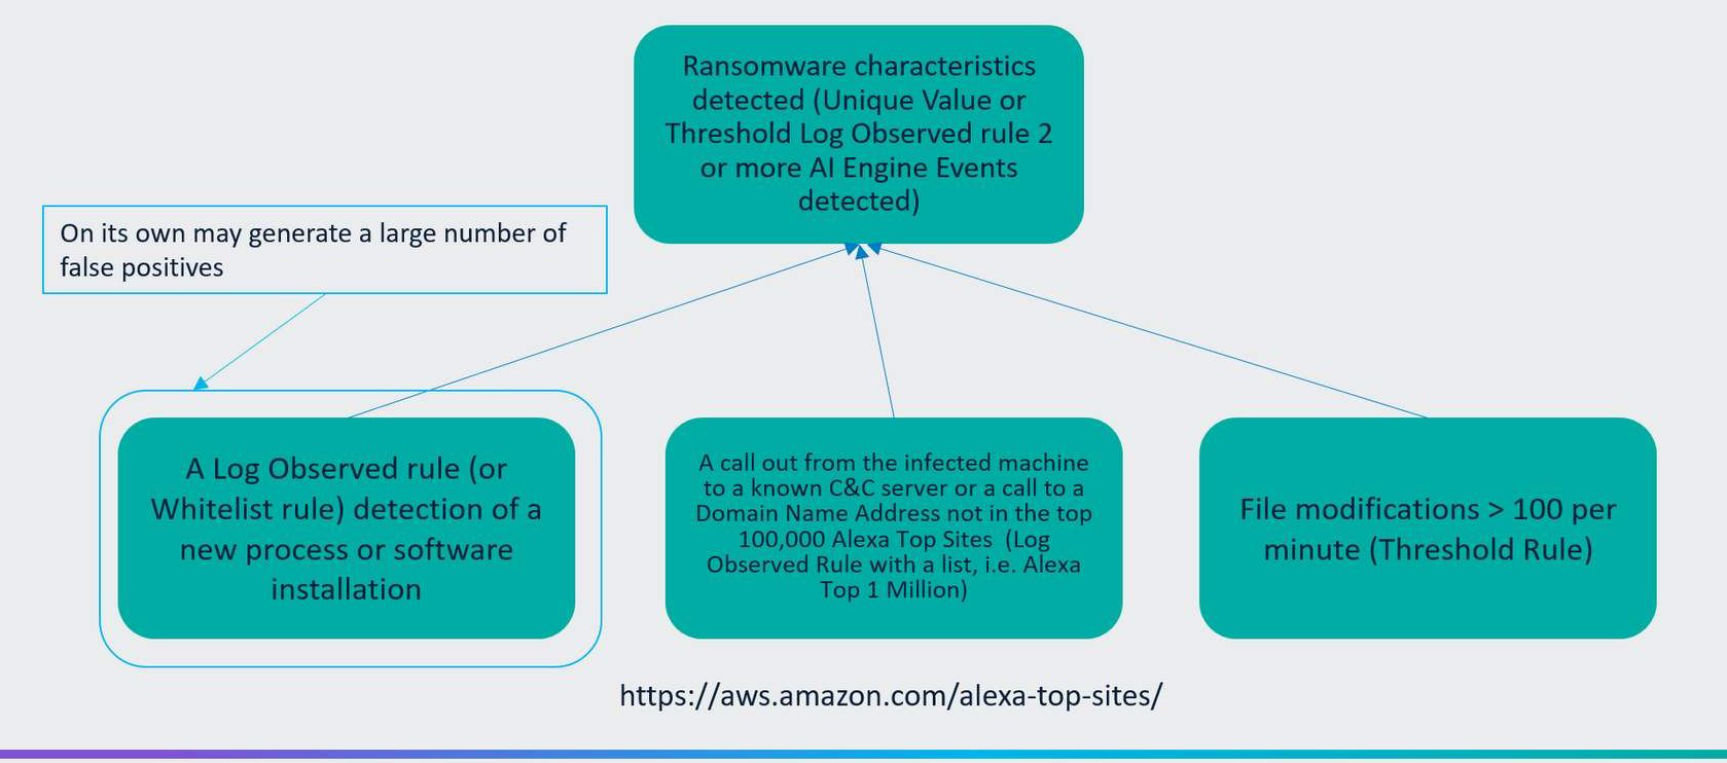 Ransomware characteristics
detected (Unique Value or
Threshold Log Observed rule 2
or more AI Engine Events
detected)
On its own may generate a large number of
false positives
A Log Observed rule (or
Whitelist rule) detection of a
new process or software
installation
A call out from the infected machine
to a known C&C server or a call to a
Domain Name Address not in the top
100,000 Alexa Top Sites (Log
Observed Rule with a list, i.e. Alexa
Top 1 Million)
File modifications > 100 per
minute (Threshold Rule)
https://aws.amazon.com/alexa-top-sites/